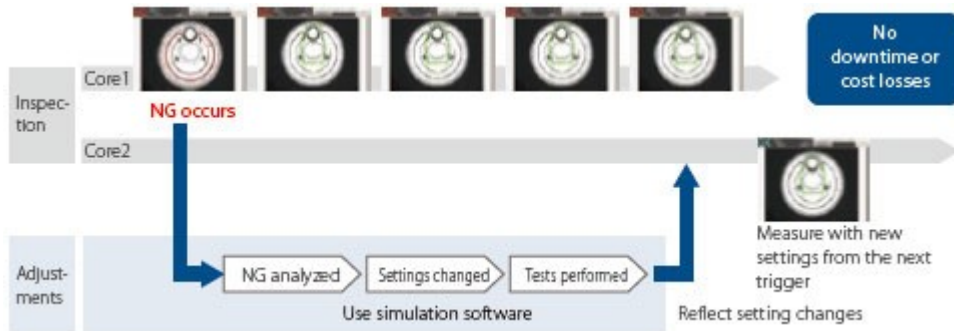 No
downtime or
cost losses
Core1
Inspec-
tion
NG occurs
Core2
Measure with new
settings from the next
trigger
Adjust-
ments
NG analyzed
Settings changed
Tests performed
Use simulation software
Reflect setting changes